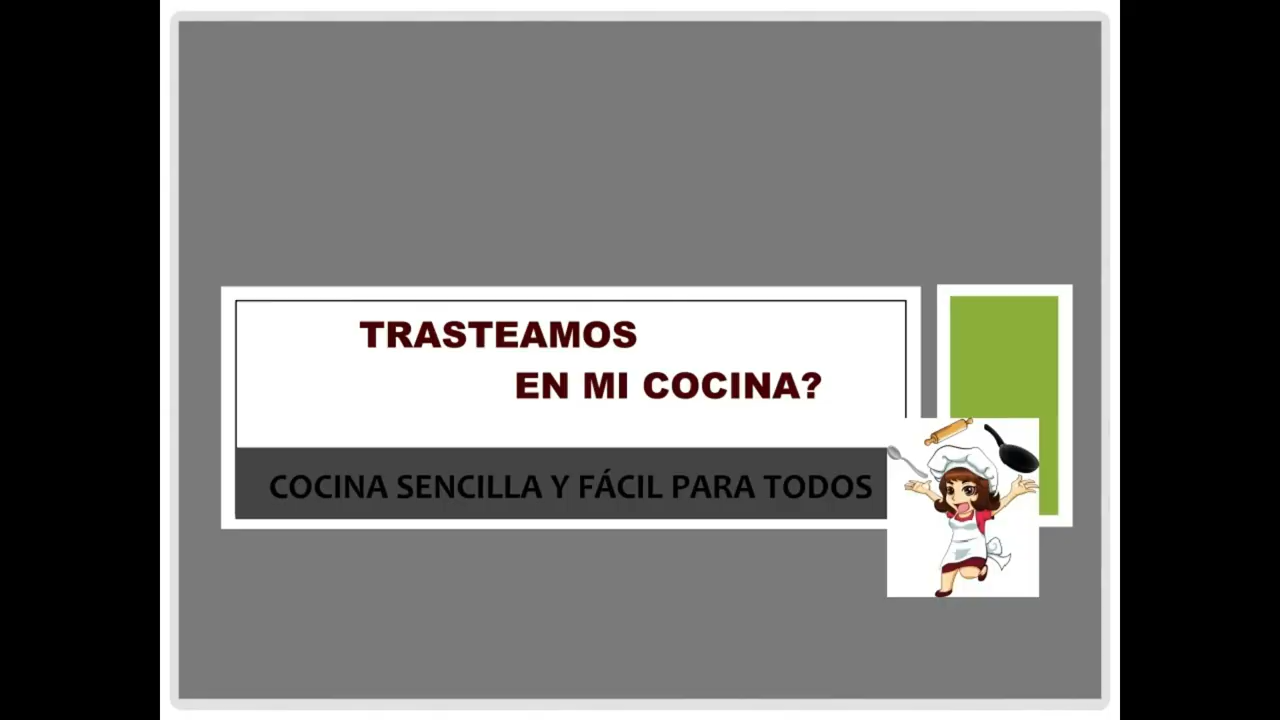 TRASTEAMOS
EN MI COCINA?
COCINA SENCILLA Y FÁCIL PARA TODOS